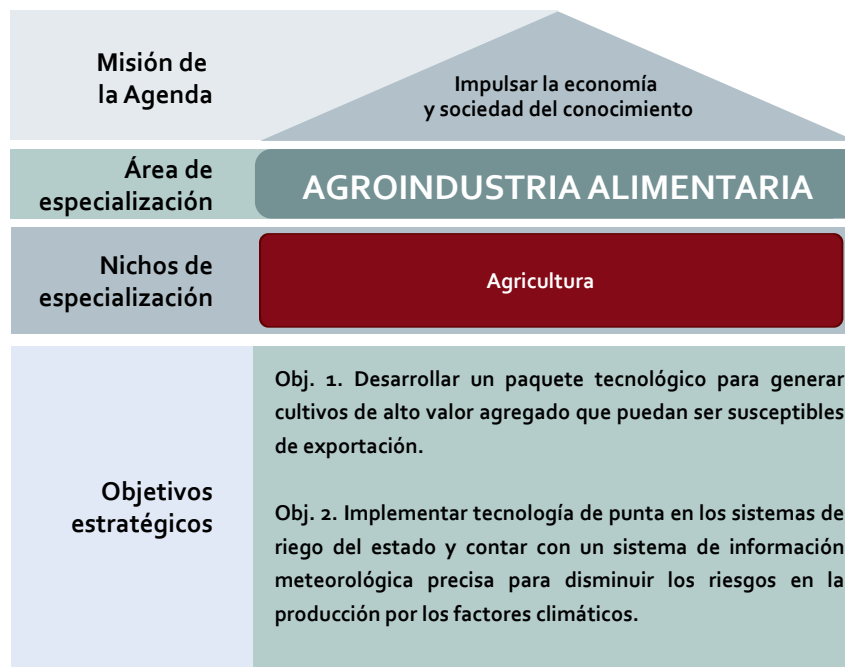 Misión de
la Agenda
Impulsar la economía
y sociedad del conocimiento
Área de
especialización
AGROINDUSTRIA ALIMENTARIA
Nichos de
especialización
Agricultura
Objetivos
estratégicos
Obj. 1. Desarrollar un paquete tecnológico para generar
cultivos de alto valor agregado que puedan ser susceptibles
de exportación.
Obj. 2. Implementar tecnología de punta en los sistemas de
riego del estado y contar con un sistema de información
meteorológica precisa para disminuir los riesgos en la
producción por los factores climáticos.